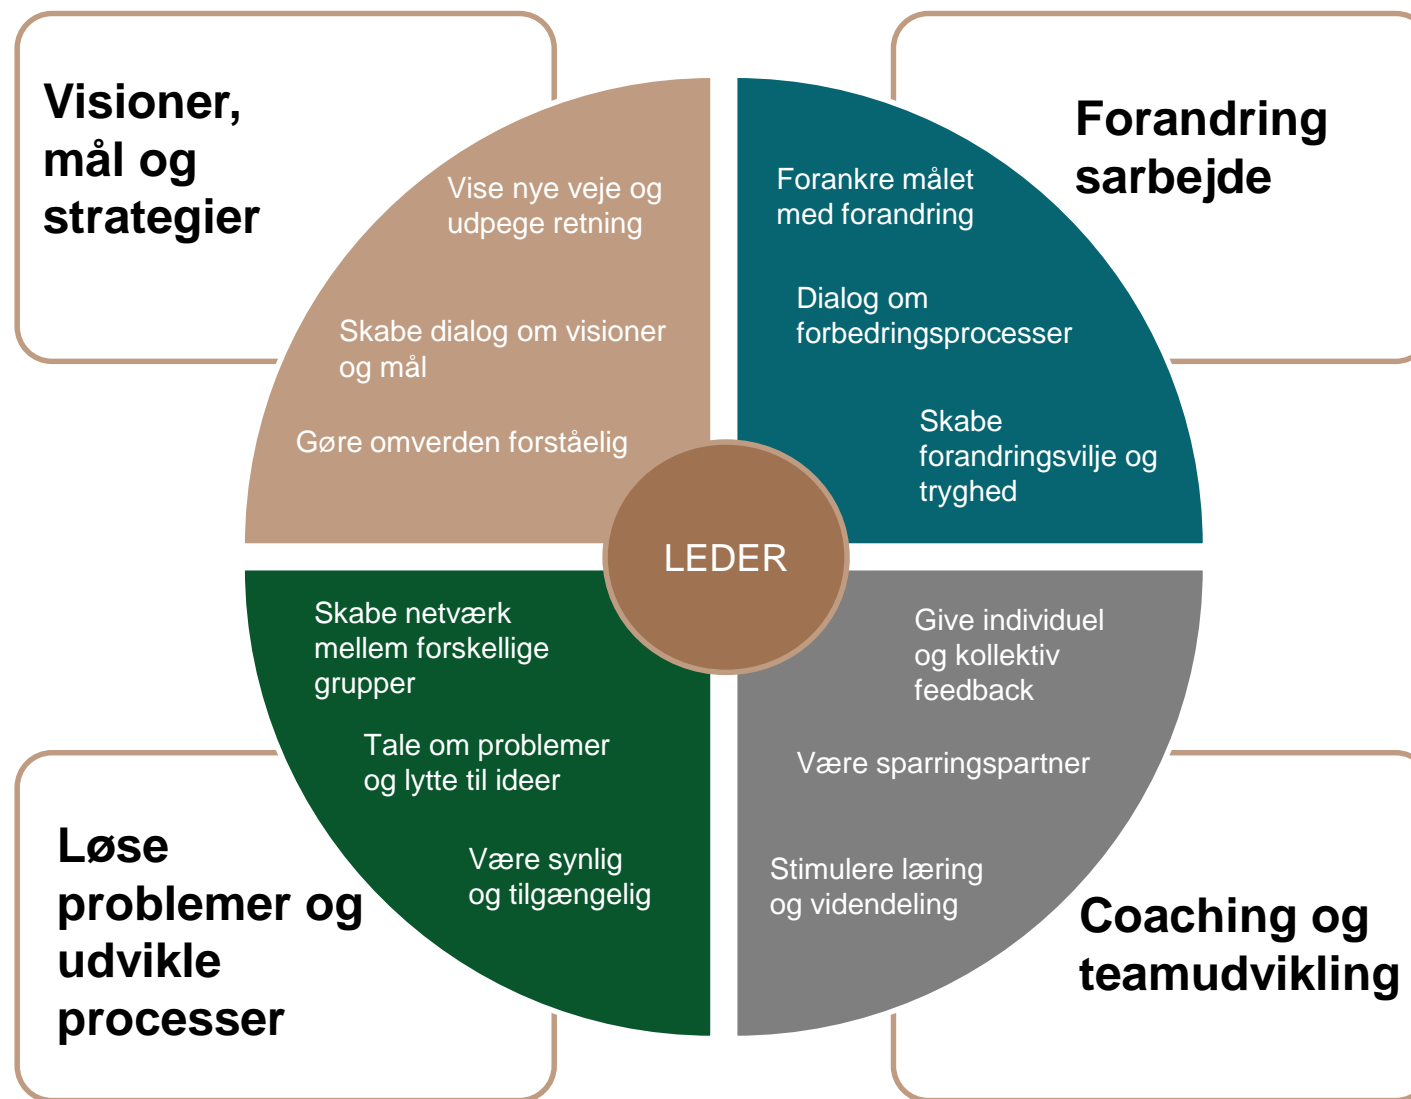 Visioner,
mål og
strategier
Vise nye veje og
udpege retning
Skabe dialog om visioner
og mål
Gøre omverden forståelig
Forandring
sarbejde
Forankre målet
med forandring
Dialog om
forbedringsprocesser
Skabe
forandringsvilje og
tryghed
LEDER
Skabe netværk
mellem forskellige
grupper
Tale om problemer
og lytte til ideer
Være synlig
og tilgængelig
Løse
problemer og
udvikle
processer
Give individuel
og kollektiv
feedback
Være sparringspartner
Stimulere læring
og videndeling
Coaching og
teamudvikling